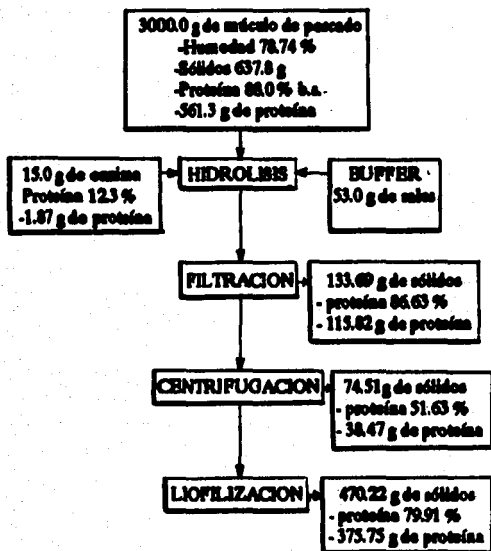 3000.0 g de múculo de pescado
-Humedad 78.74 %
-Sólidos 637.8 g
-Proteína 88.0 % b.s.
-561.3 g de proteína
15.0 g de enzima
Proteína 12.3 %
-1.87 g de proteína
HIDROLISIS
BUFFER
53.0 g de sales
FILTRACION
133.69 g de sólidos
- proteína 86.63 %
- 115.82 g de proteína
CENTRIFUGACION
74.51g de sólidos
- proteína 51.63 %
- 38.47 g de proteína
LIOFILIZACION
470.22 g de sólidos
- proteína 79.91 %
- 375.75 g de proteína